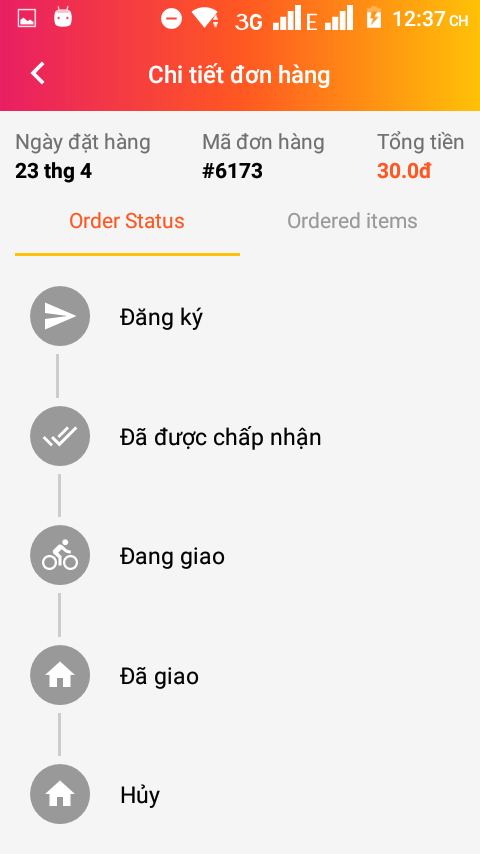 3G E 12:37 CH
Chi tiết đơn hàng
Ngày đặt hàng Mã đơn hàng Tổng tiền
23 thg 4 #6173 30.0đ
Order Status Ordered items
Đăng ký
Đã được chấp nhận
Đang giao
Đã giao
Hủy